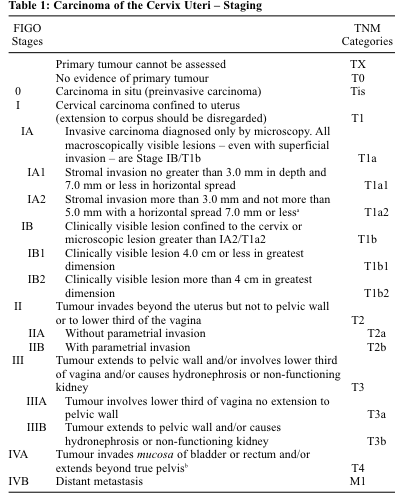 Table 1: Carcinoma of the Cervix Uteri – Staging
FIGO TNM
Stages Categories
Primary tumour cannot be assessed TX
No evidence of primary tumour T0
0 Carcinoma in situ (preinvasive carcinoma) Tis
I Cervical carcinoma confined to uterus
(extension to corpus should be disregarded) T1
IA Invasive carcinoma diagnosed only by microscopy. All
macroscopically visible lesions – even with superficial
invasion – are Stage IB/T1b T1a
IA1 Stromal invasion no greater than 3.0 mm in depth and
7.0 mm or less in horizontal spread T1a1
IA2 Stromal invasion more than 3.0 mm and not more than
5.0 mm with a horizontal spread 7.0 mm or lessᵃ T1a2
IB Clinically visible lesion confined to the cervix or
microscopic lesion greater than IA2/T1a2 T1b
IB1 Clinically visible lesion 4.0 cm or less in greatest
dimension T1b1
IB2 Clinically visible lesion more than 4 cm in greatest
dimension T1b2
II Tumour invades beyond the uterus but not to pelvic wall
or to lower third of the vagina T2
IIA Without parametrial invasion T2a
IIB With parametrial invasion T2b
III Tumour extends to pelvic wall and/or involves lower third
of vagina and/or causes hydronephrosis or non-functioning
kidney T3
IIIA Tumour involves lower third of vagina no extension to
pelvic wall T3a
IIIB Tumour extends to pelvic wall and/or causes
hydronephrosis or non-functioning kidney T3b
IVA Tumour invades mucosa of bladder or rectum and/or
extends beyond true pelvisᵇ T4
IVB Distant metastasis M1